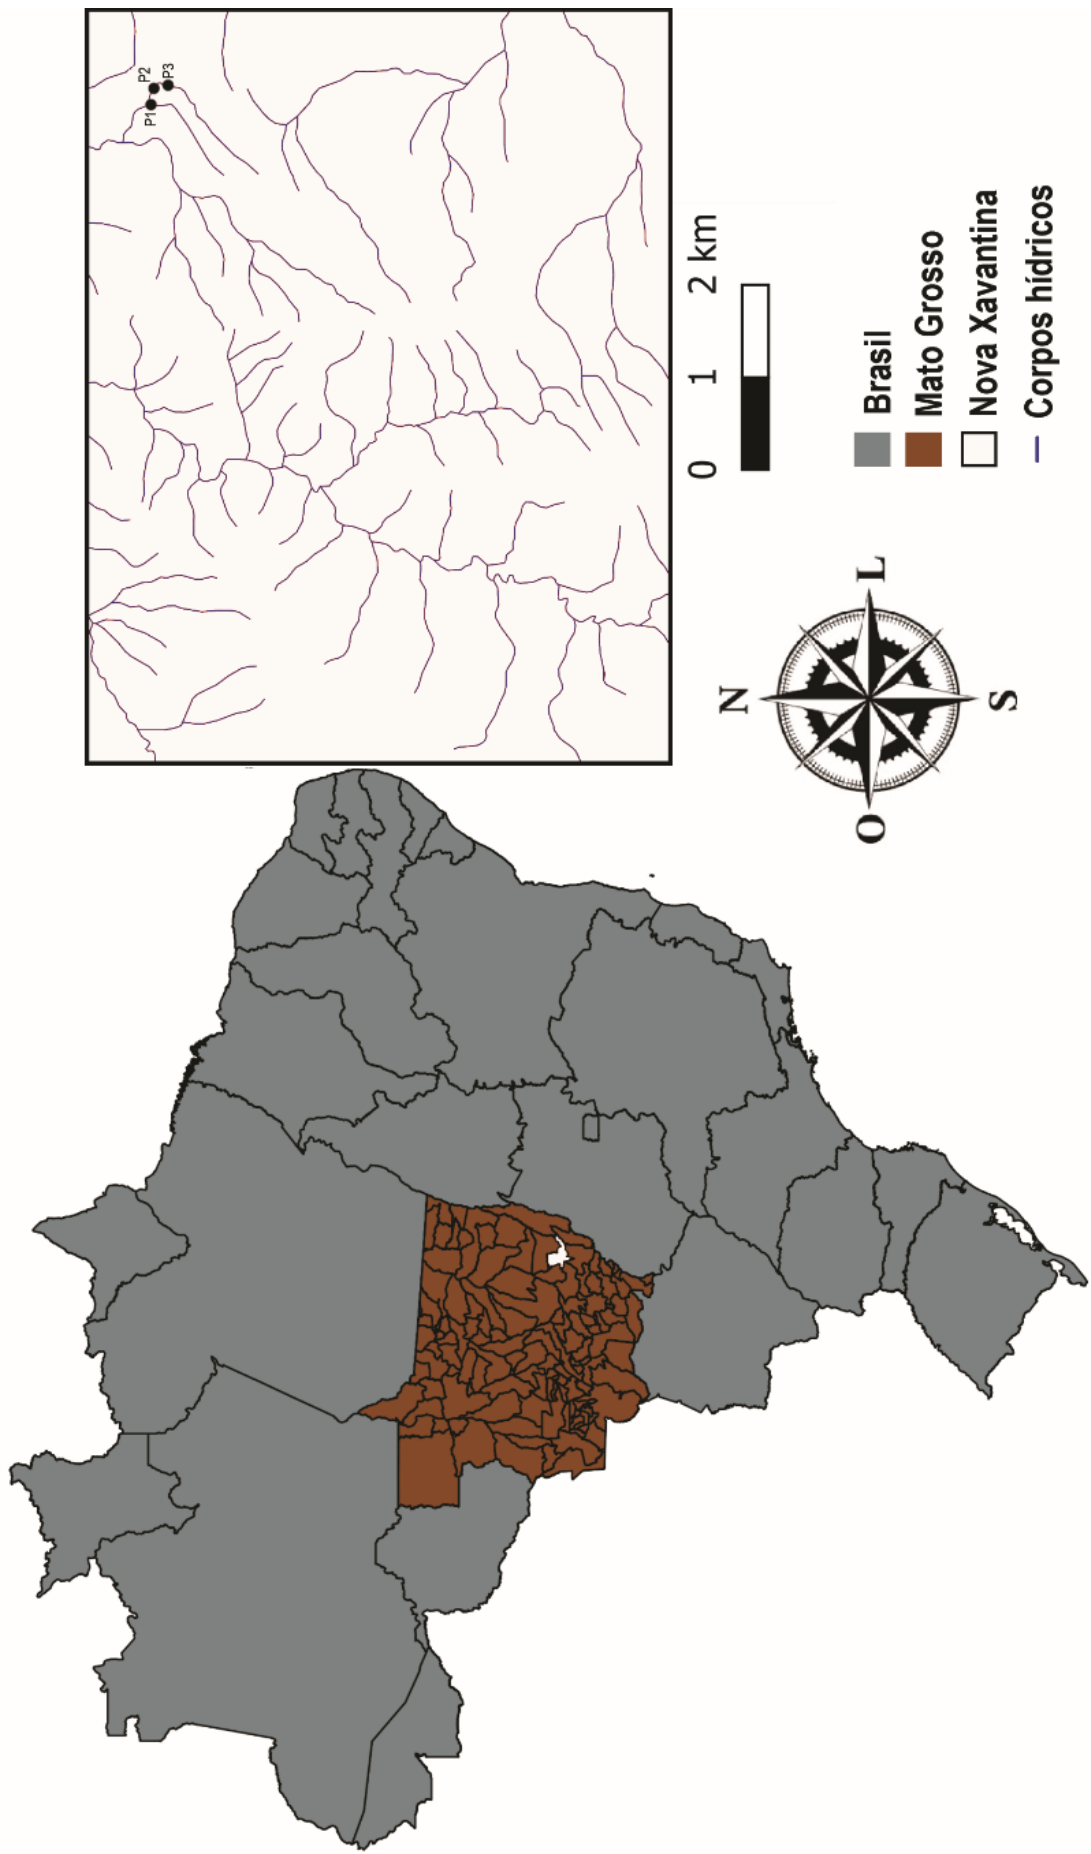 P1
P2
P3
0 1 2 km
Brasil
Mato Grosso
Nova Xavantina
Corpos hídricos
N
O
L
S